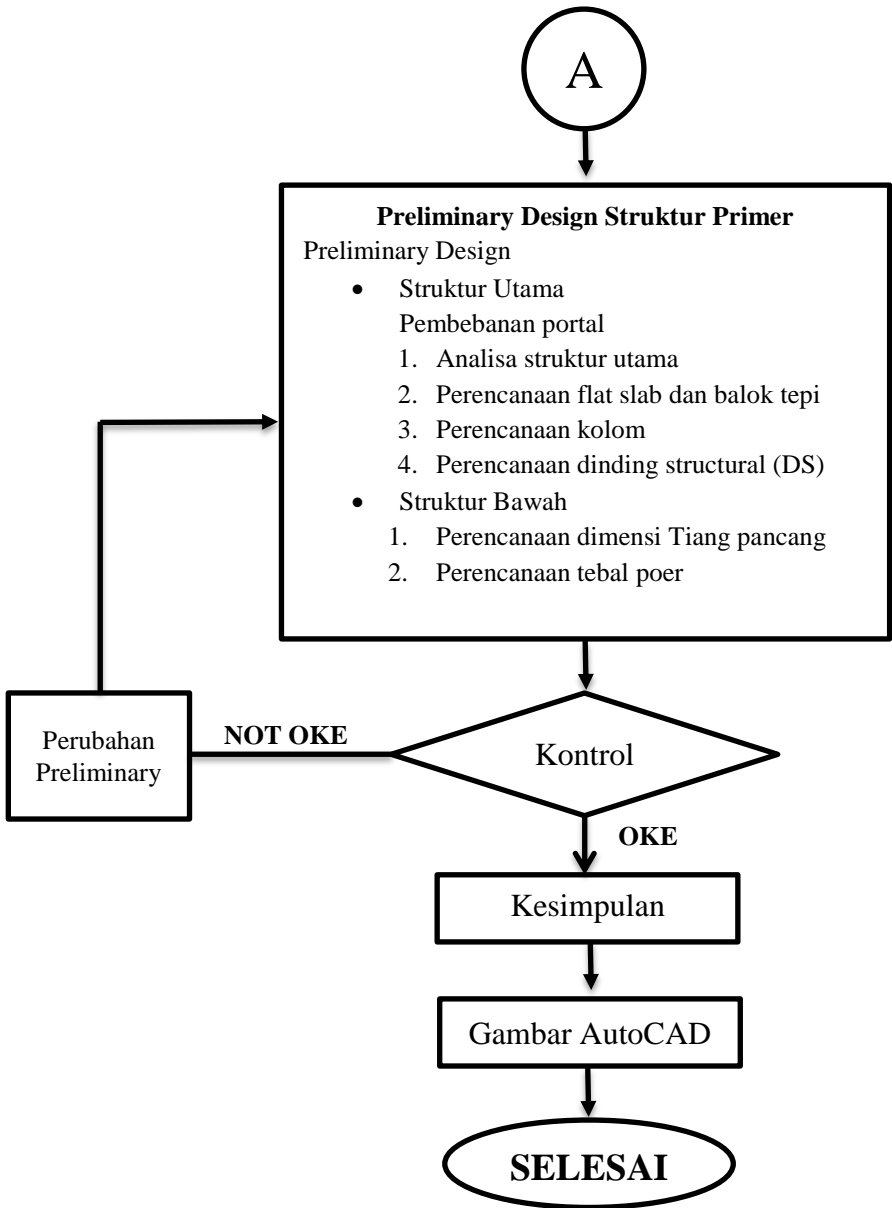 A
Preliminary Design Struktur Primer
Preliminary Design
• Struktur Utama
Pembebanan portal
1. Analisa struktur utama
2. Perencanaan flat slab dan balok tepi
3. Perencanaan kolom
4. Perencanaan dinding structural (DS)
• Struktur Bawah
1. Perencanaan dimensi Tiang pancang
2. Perencanaan tebal poer
Perubahan
Preliminary
NOT OKE
Kontrol
OKE
Kesimpulan
Gambar AutoCAD
SELESAI